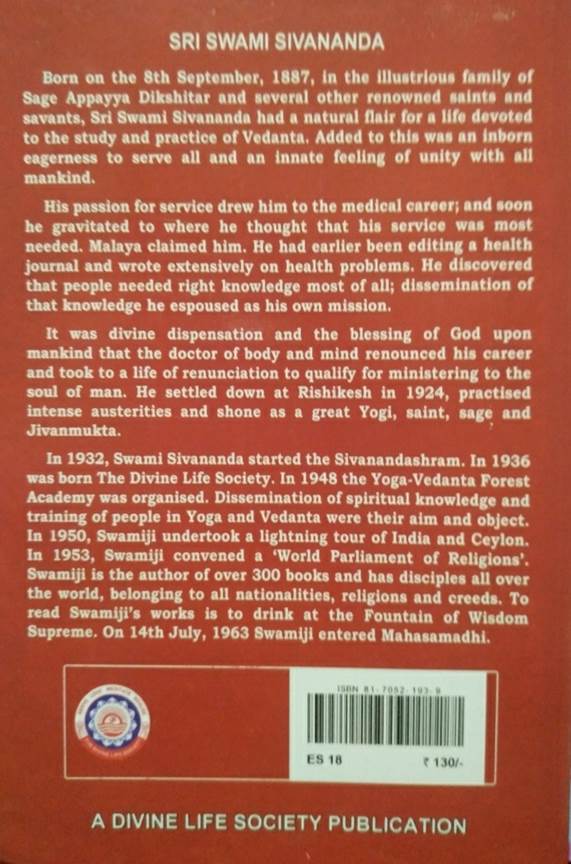 SRI SWAMI SIVANANDA
Born on the 8th September, 1887, in the illustrious family of
Sage Appayya Dikshitar and several other renowned saints and
savants, Sri Swami Sivananda had a natural flair for a life devoted
to the study and practice of Vedanta. Added to this was an inborn
eagerness to serve all and an innate feeling of unity with all
mankind.
His passion for service drew him to the medical career; and soon
he gravitated to where he thought that his service was most
needed. Malaya claimed him. He had earlier been editing a health
journal and wrote extensively on health problems. He discovered
that people needed right knowledge most of all; dissemination of
that knowledge he espoused as his own mission.
It was divine dispensation and the blessing of God upon
mankind that the doctor of body and mind renounced his career
and took to a life of renunciation to qualify for ministering to the
soul of man. He settled down at Rishikesh in 1924, practised
intense austerities and shone as a great Yogi, saint, sage and
Jivanmukta.
In 1932, Swami Sivananda started the Sivanandashram. In 1936
was born The Divine Life Society. In 1948 the Yoga-Vedanta Forest
Academy was organised. Dissemination of spiritual knowledge and
training of people in Yoga and Vedanta were their aim and object.
In 1950, Swamiji undertook a lightning tour of India and Ceylon.
In 1953, Swamiji convened a ‘World Parliament of Religions’.
Swamiji is the author of over 300 books and has disciples all over
the world, belonging to all nationalities, religions and creeds. To
read Swamiji’s works is to drink at the Fountain of Wisdom
Supreme. On 14th July, 1963 Swamiji entered Mahasamadhi.
ISBN 81-7052-193-9
ES 18 ₹ 130/-
A DIVINE LIFE SOCIETY PUBLICATION